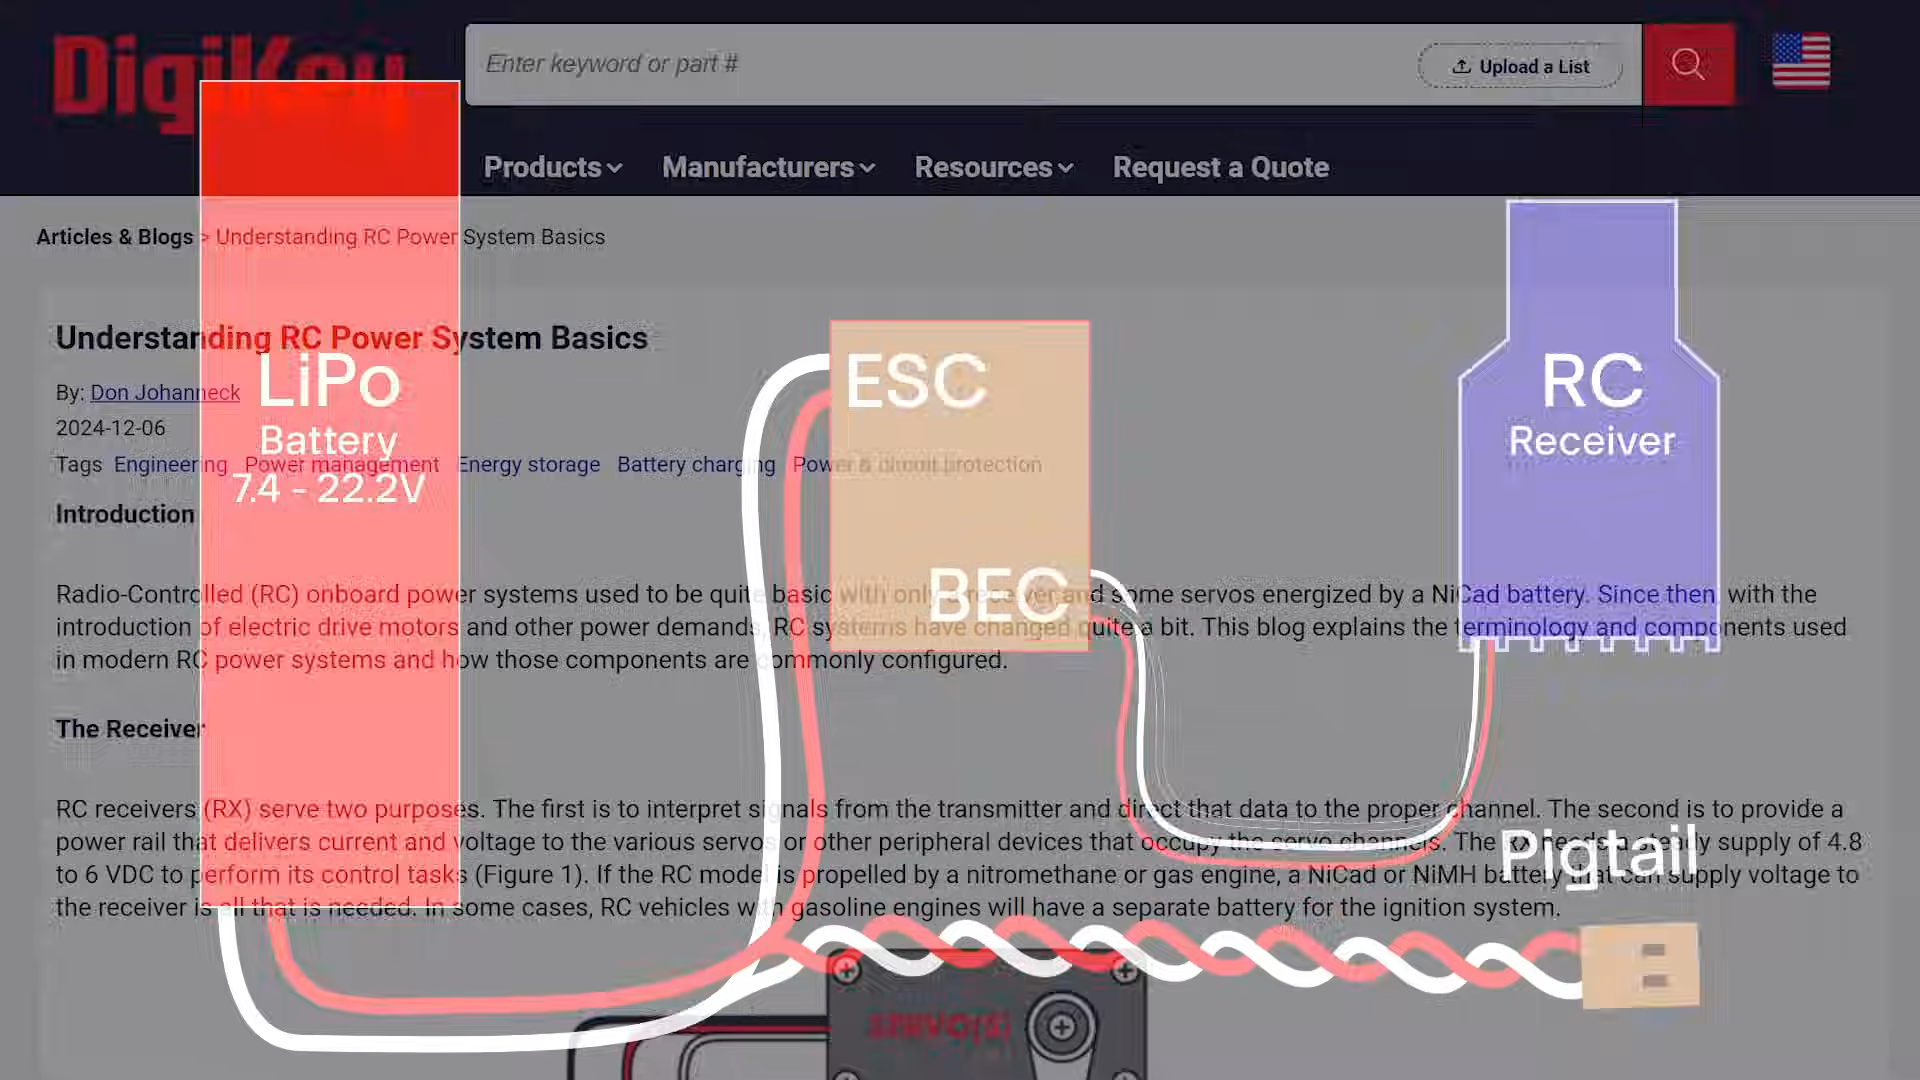 DigiKey
Enter keyword or part #
Upload a List
Products
Manufacturers
Resources
Request a Quote
Articles & Blogs > Understanding RC Power System Basics
Understanding RC Power System Basics
By: Don Johanneck
2024-12-06
Tags Engineering Power management Energy storage Battery charging Power & circuit protection
Introduction
Radio-Controlled (RC) onboard power systems used to be quite basic with only a receiver and some servos energized by a NiCad battery. Since then, with the
introduction of electric drive motors and other power demands, RC systems have changed quite a bit. This blog explains the terminology and components used
in modern RC power systems and how those components are commonly configured.
The Receiver
RC receivers (RX) serve two purposes. The first is to interpret signals from the transmitter and direct that data to the proper channel. The second is to provide a
power rail that delivers current and voltage to the various servos or other peripheral devices that occupy the servo channels. The RX needs a steady supply of 4.8
to 6 VDC to perform its control tasks (Figure 1). If the RC model is propelled by a nitromethane or gas engine, a NiCad or NiMH battery that can supply voltage to
the receiver is all that is needed. In some cases, RC vehicles with gasoline engines will have a separate battery for the ignition system.
LiPo
Battery
7.4 - 22.2V
ESC
BEC
RC
Receiver
Pigtail
SERVO(S)